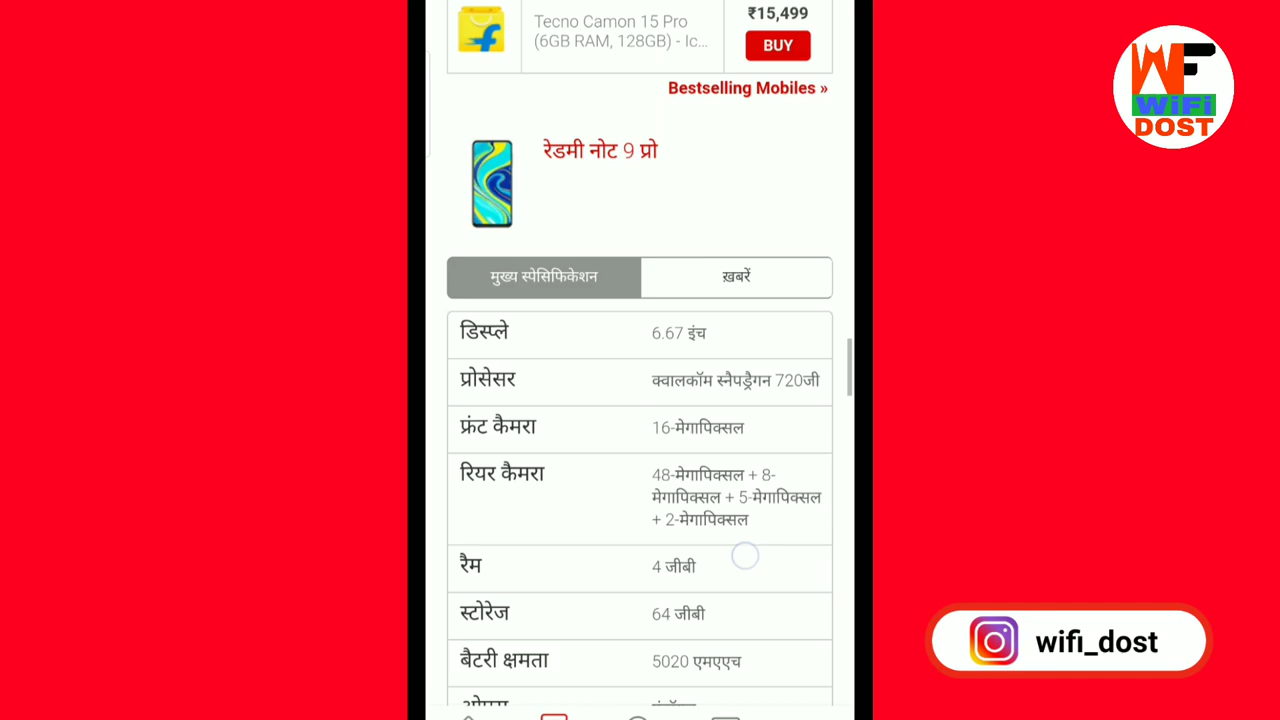 Tecno Camon 15 Pro
(6GB RAM, 128GB) - Ic...
₹15,499
BUY
Bestselling Mobiles »
रेडमी नोट 9 प्रो
मुख्य स्पेसिफिकेशन
ख़बरें
डिस्प्ले
6.67 इंच
प्रोसेसर
क्वालकॉम स्नैपड्रैगन 720जी
फ्रंट कैमरा
16-मेगापिक्सल
रियर कैमरा
48-मेगापिक्सल + 8-
मेगापिक्सल + 5-मेगापिक्सल
+ 2-मेगापिक्सल
रैम
4 जीबी
स्टोरेज
64 जीबी
बैटरी क्षमता
5020 एमएएच
WF
WiFi
DOST
wifi_dost